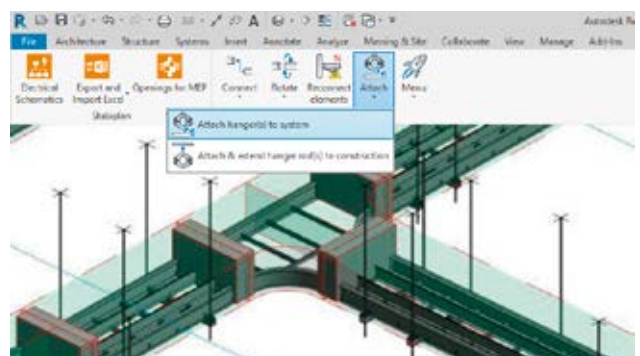 Autodesk Re
File Architecture Structure Systems Insert Annotate Analyze Massing & Site Collaborate View Manage Add-Ins
Electrical Schematics
Export and Import Excel
Openings for MEP
Connect
Rotate
Reconnect elements
Attach
Menu
Attach hanger(s) to system
Attach & extend hanger rod(s) to construction